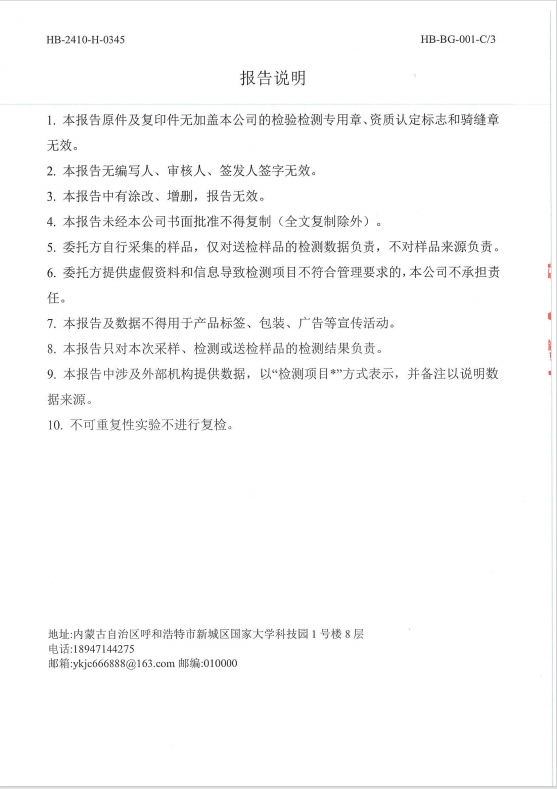 HB-2410-H-0345 HB-BG-001-C/3
报告说明
1. 本报告原件及复印件无加盖本公司的检验检测专用章、资质认定标志和骑缝章
无效。
2. 本报告无编写人、审核人、签发人签字无效。
3. 本报告中有涂改、增删，报告无效。
4. 本报告未经本公司书面批准不得复制（全文复制除外）。
5. 委托方自行采集的样品，仅对送检样品的检测数据负责，不对样品来源负责。
6. 委托方提供虚假资料和信息导致检测项目不符合管理要求的,本公司不承担责
任。
7. 本报告及数据不得用于产品标签、包装、广告等宣传活动。
8. 本报告只对本次采样、检测或送检样品的检测结果负责。
9. 本报告中涉及外部机构提供数据，以“检测项目*”方式表示，并备注以说明数
据来源。
10. 不可重复性实验不进行复检。
地址:内蒙古自治区呼和浩特市新城区国家大学科技园 1 号楼 8 层
电话:18947144275
邮箱:ykjc666888@163.com 邮编:010000